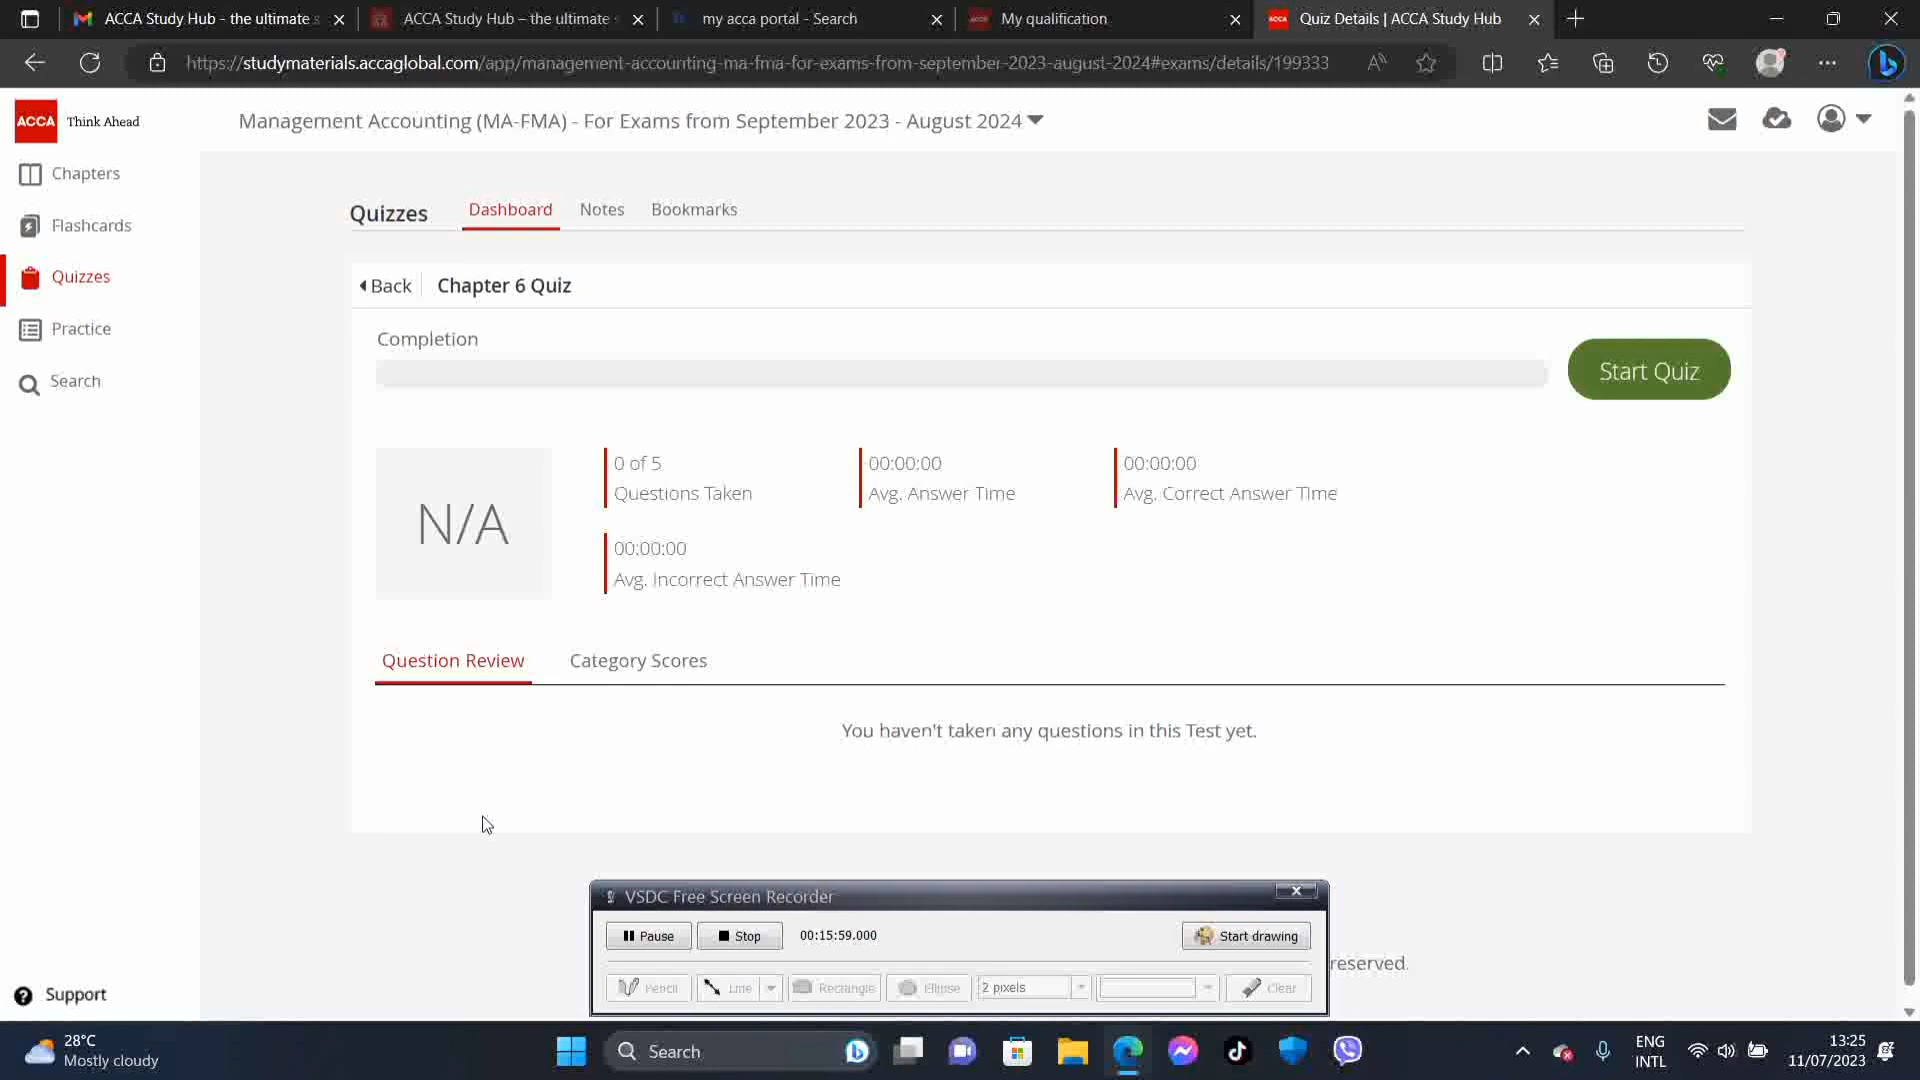 ACCA Study Hub - the ultimate s
ACCA Study Hub – the ultimate s
my acca portal - Search
My qualification
ACCA
Quiz Details | ACCA Study Hub
https://studymaterials.accaglobal.com/app/management-accounting-ma-fma-for-exams-from-september-2023-august-2024#exams/details/199333
ACCA
Think Ahead
Management Accounting (MA-FMA) - For Exams from September 2023 - August 2024
Chapters
Flashcards
Quizzes
Practice
Search
Quizzes
Dashboard
Notes
Bookmarks
Back
Chapter 6 Quiz
Completion
Start Quiz
N/A
0 of 5
Questions Taken
00:00:00
Avg. Answer Time
00:00:00
Avg. Correct Answer Time
00:00:00
Avg. Incorrect Answer Time
Question Review
Category Scores
You haven't taken any questions in this Test yet.
VSDC Free Screen Recorder
Pause
Stop
00:15:59.000
Start drawing
Pencil
Line
Rectangle
Ellipse
2 pixels
Clear
reserved.
Support
28°C
Mostly cloudy
Search
ENG
INTL
13:25
11/07/2023